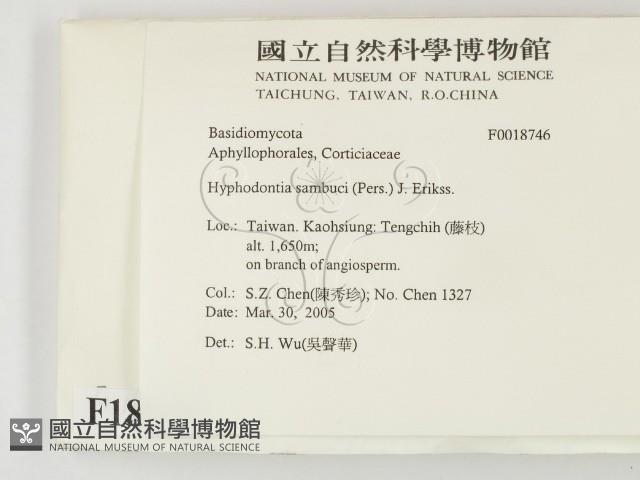 國立自然科學博物館
NATIONAL MUSEUM OF NATURAL SCIENCE
TAICHUNG, TAIWAN, R.O.CHINA
Basidiomycota F0018746
Aphyllophorales, Corticiaceae
Hyphodontia sambuci (Pers.) J. Erikss.
Loc.: Taiwan. Kaohsiung: Tengchih (藤枝)
alt. 1,650m;
on branch of angiosperm.
Col.: S.Z. Chen(陳秀珍); No. Chen 1327
Date: Mar. 30, 2005
Det.: S.H. Wu(吳聲華)
F18
國立自然科學博物館
NATIONAL MUSEUM OF NATURAL SCIENCE